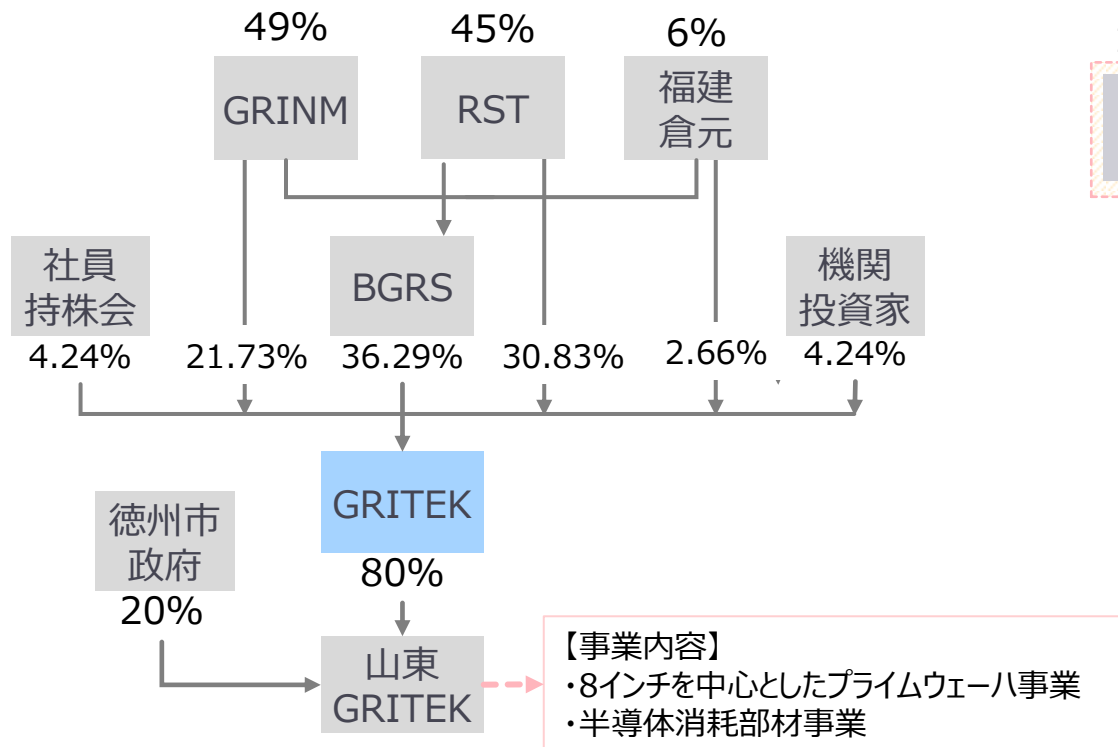 49%
45%
6%
GRINM
RST
福建
倉元
社員
持株会
BGRS
機関
投資家
4.24%
21.73%
36.29%
30.83%
2.66%
4.24%
GRITEK
徳州市
政府
80%
20%
山東
GRITEK
【事業内容】
・8インチを中心としたプライムウェーハ事業
・半導体消耗部材事業